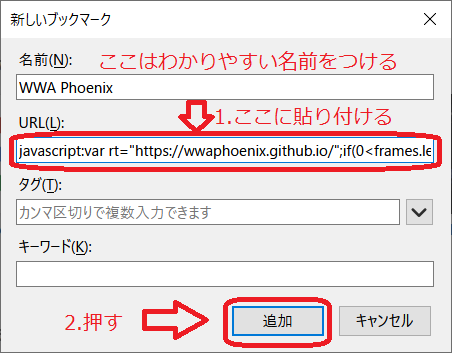 新しいブックマーク
名前(N):
ここはわかりやすい名前をつける
WWA Phoenix
URL(L):
1.ここに貼り付ける
javascript:var rt="https://wwaphoenix.github.io/";if(0<frames.le
タグ(T):
カンマ区切りで複数入力できます
キーワード(K):
2.押す
追加
キャンセル